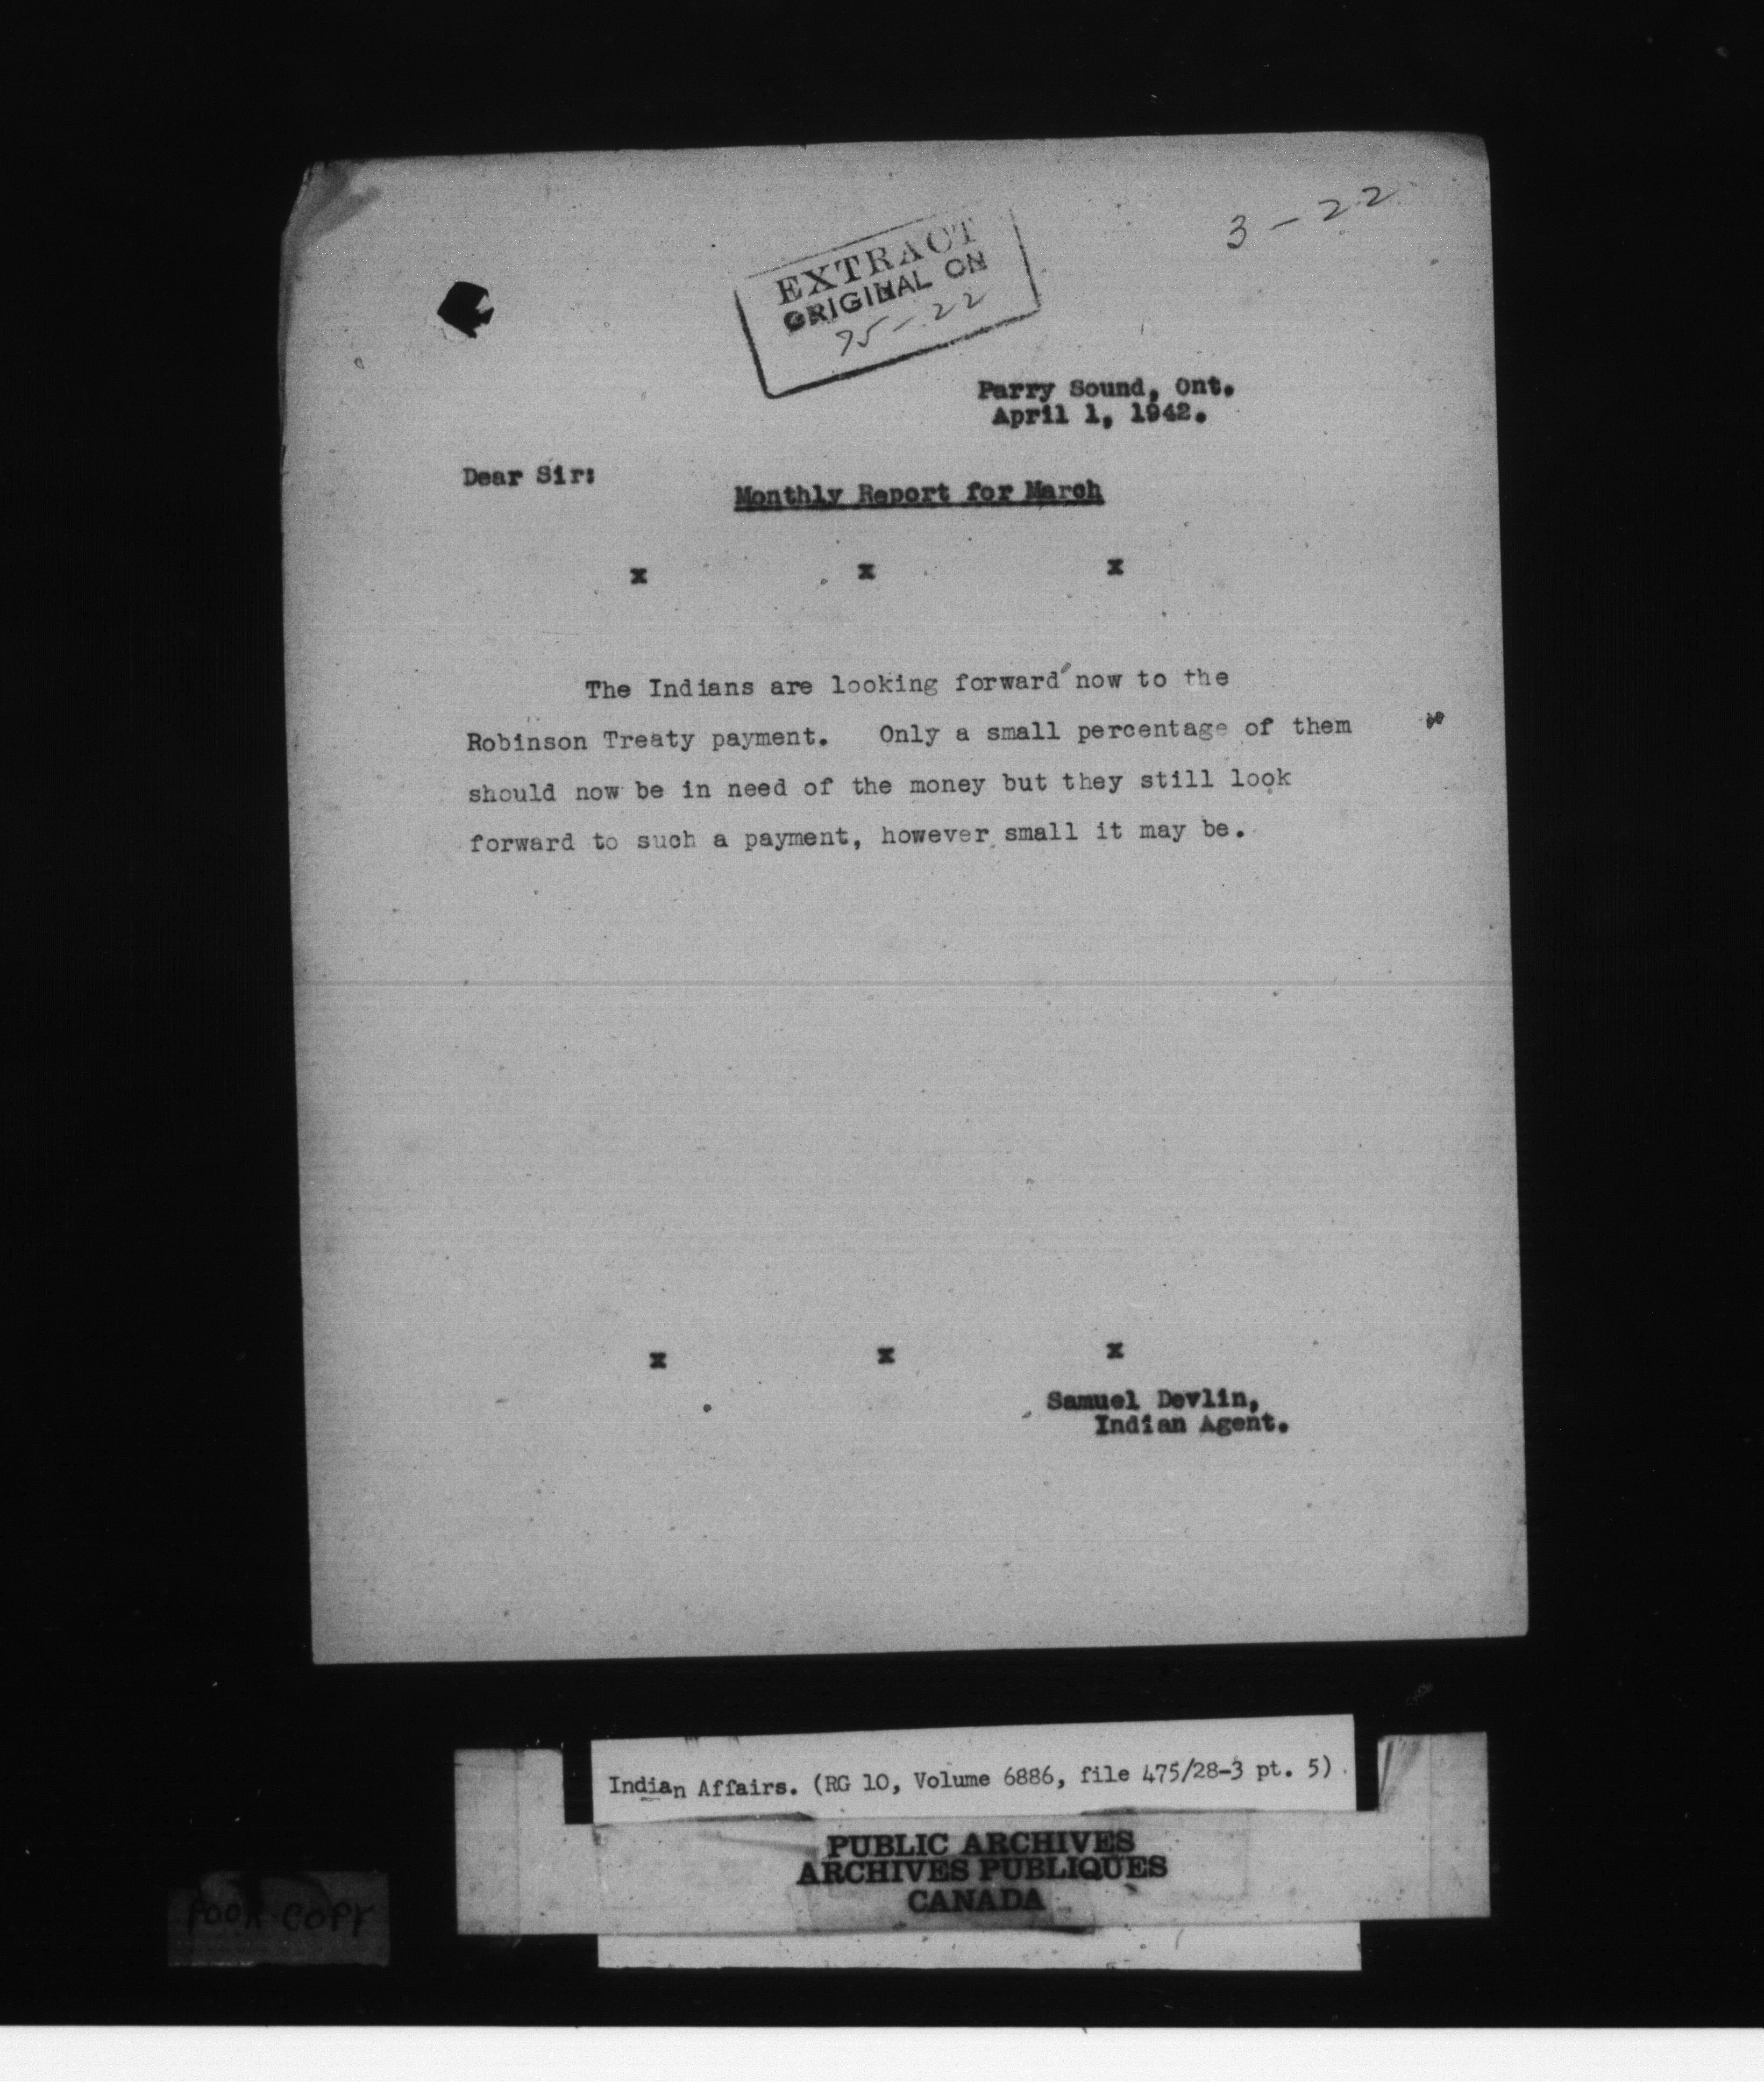 3-22
EXTRACT
ORIGINAL ON
75-22
Parry Sound, Ont.
April 1, 1942.
Dear Sir:
Monthly Report for March
x x x
The Indians are looking forward now to the
Robinson Treaty payment. Only a small percentage of them
should now be in need of the money but they still look
forward to such a payment, however small it may be.
x x x
Samuel Devlin,
Indian Agent.
Indian Affairs. (RG 10, Volume 6886, file 475/28-3 pt. 5).
PUBLIC ARCHIVES
ARCHIVES PUBLIQUES
CANADA
POOR COPY